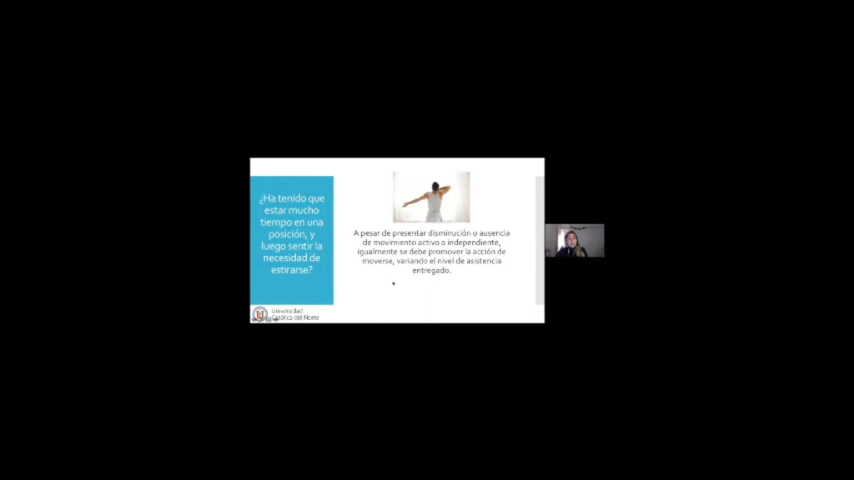 ¿Ha tenido que
estar mucho
tiempo en una
posición, y
luego sentir la
necesidad de
estirarse?
A pesar de presentar disminución o ausencia
de movimiento activo o independiente,
igualmente se debe promover la acción de
moverse, variando el nivel de asistencia
entregado.
Universidad
Católica del Norte